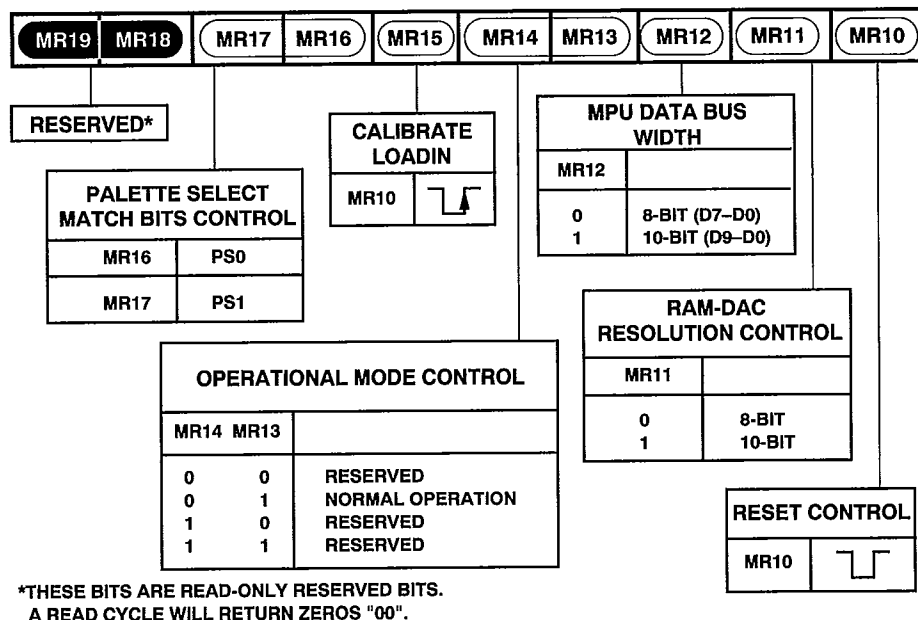 MR19 MR18 MR17 MR16 MR15 MR14 MR13 MR12 MR11 MR10
RESERVED*
PALETTE SELECT
MATCH BITS CONTROL
MR16 PS0
MR17 PS1
CALIBRATE
LOADIN
MR10
OPERATIONAL MODE CONTROL
MR14 MR13
0 0 RESERVED
0 1 NORMAL OPERATION
1 0 RESERVED
1 1 RESERVED
MPU DATA BUS
WIDTH
MR12
0 8-BIT (D7–D0)
1 10-BIT (D9–D0)
RAM-DAC
RESOLUTION CONTROL
MR11
0 8-BIT
1 10-BIT
RESET CONTROL
MR10
*THESE BITS ARE READ-ONLY RESERVED BITS.
A READ CYCLE WILL RETURN ZEROS "00".